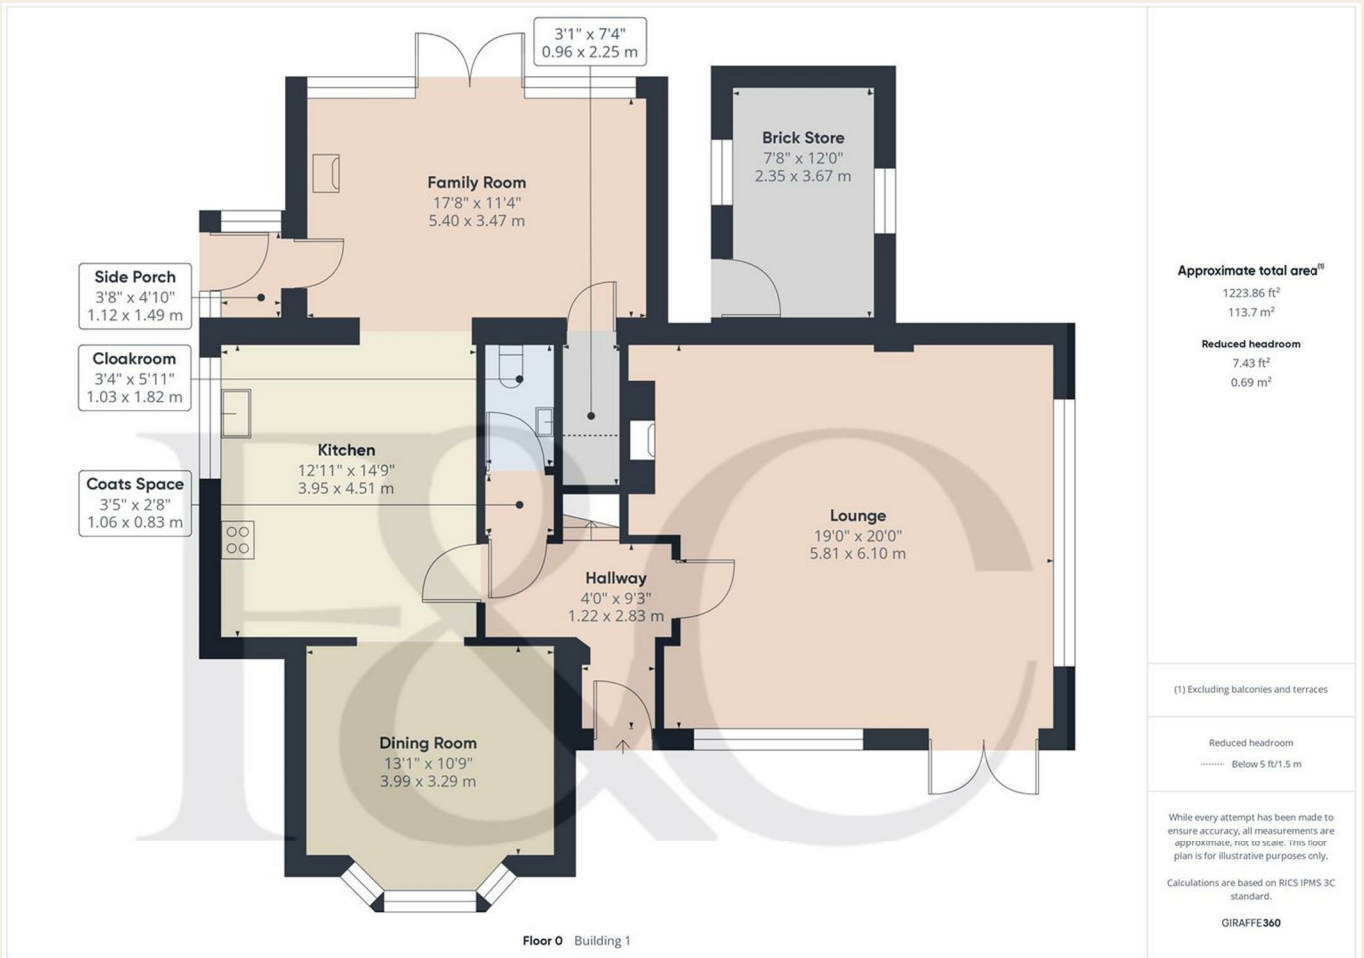 3'1" x 7'4"
0.96 x 2.25 m
Brick Store
7'8" x 12'0"
2.35 x 3.67 m
Family Room
17'8" x 11'4"
5.40 x 3.47 m
Side Porch
3'8" x 4'10"
1.12 x 1.49 m
Cloakroom
3'4" x 5'11"
1.03 x 1.82 m
Kitchen
12'11" x 14'9"
3.95 x 4.51 m
Coats Space
3'5" x 2'8"
1.06 x 0.83 m
Lounge
19'0" x 20'0"
5.81 x 6.10 m
Hallway
4'0" x 9'3"
1.22 x 2.83 m
Dining Room
13'1" x 10'9"
3.99 x 3.29 m
F&C
Floor 0 Building 1
Approximate total area(1)
1223.86 ft²
113.7 m²
Reduced headroom
7.43 ft²
0.69 m²
(1) Excluding balconies and terraces
Reduced headroom
Below 5 ft/1.5 m
While every attempt has been made to
ensure accuracy, all measurements are
approximate, not to scale. This floor
plan is for illustrative purposes only.
Calculations are based on RICS IPMS 3C
standard.
GIRAFFE360